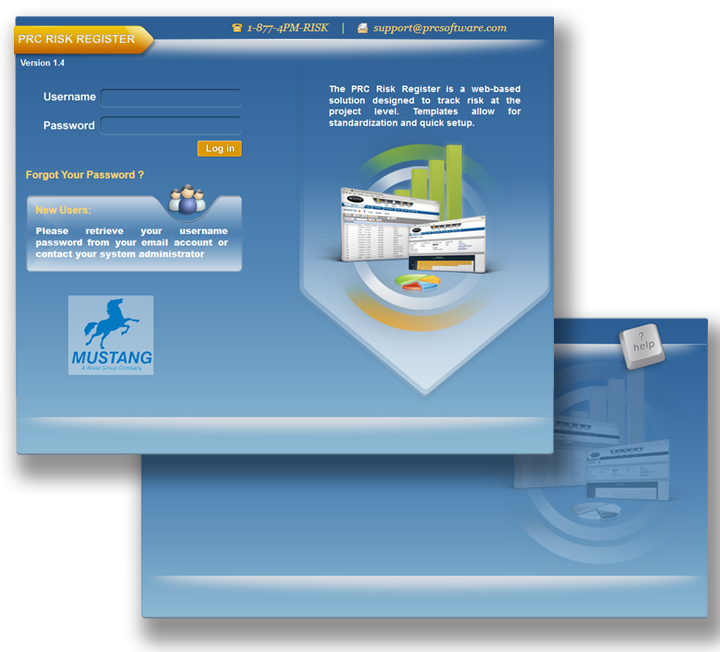 1-877-4PM-RISK | support@prcsoftware.com
PRC RISK REGISTER
Version 1.4
Username
Password
Log in
Forgot Your Password ?
New Users:
Please retrieve your username
password from your email account or
contact your system administrator
The PRC Risk Register is a web-based
solution designed to track risk at the
project level. Templates allow for
standardization and quick setup.
MUSTANG
A Wood Group Company
?
help